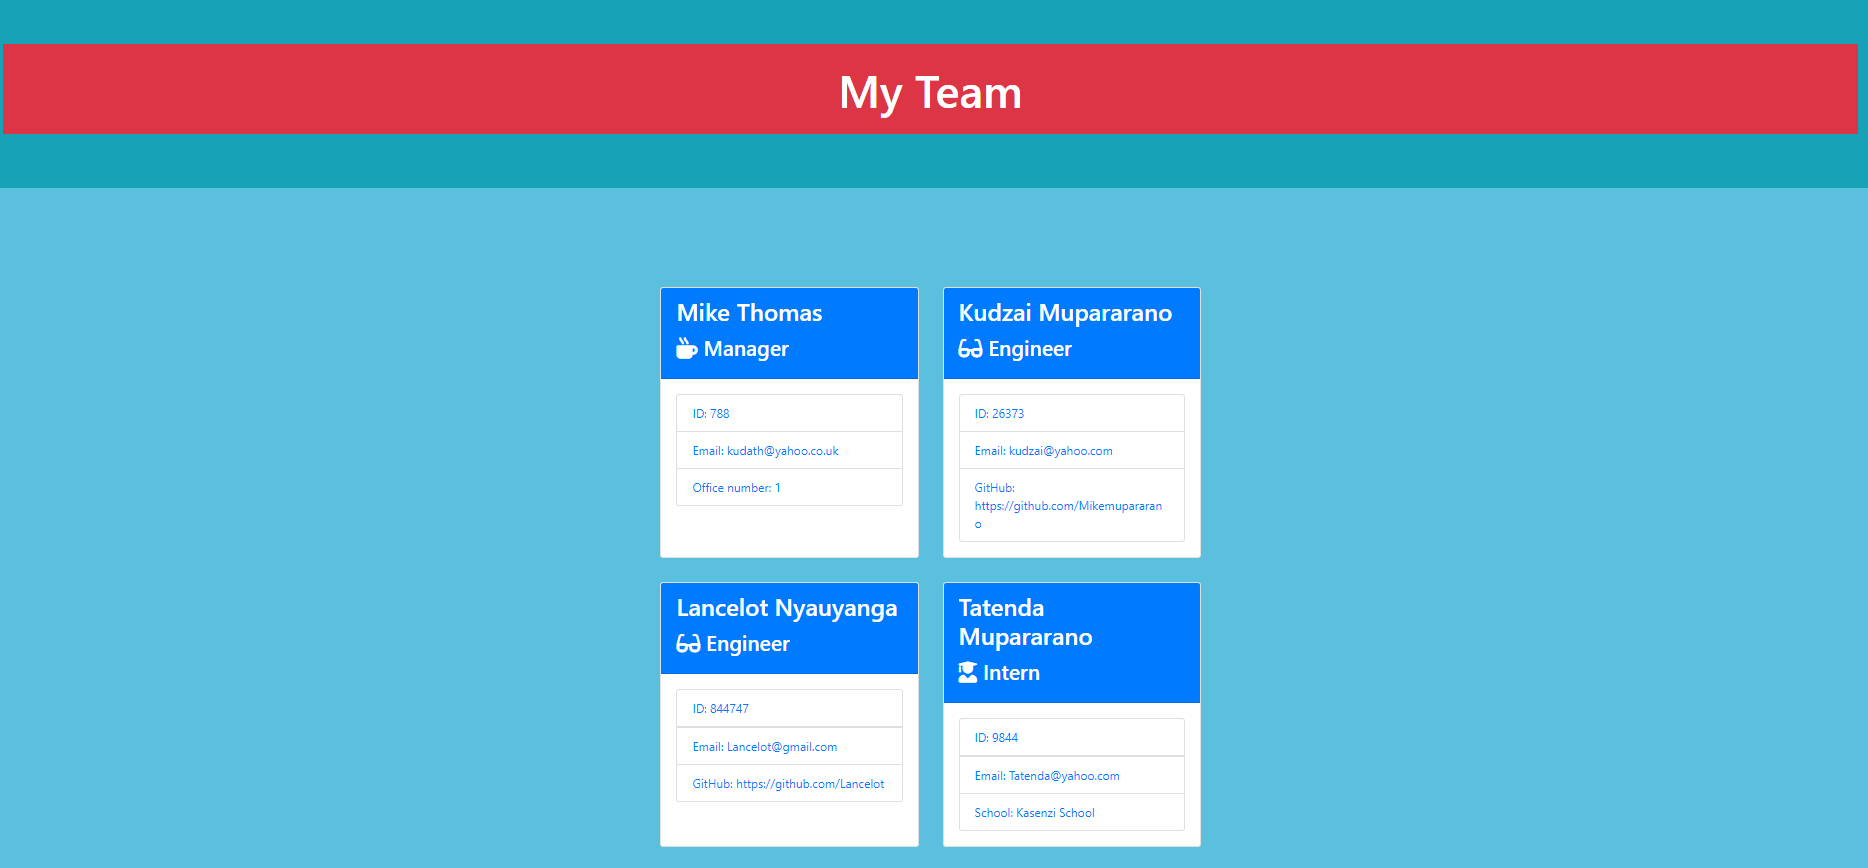 My Team
Mike Thomas
Manager
ID: 788
Email: kudath@yahoo.co.uk
Office number: 1
Kudzai Mupararano
Engineer
ID: 26373
Email: kudzai@yahoo.com
GitHub:
https://github.com/Mikemupararan
o
Lancelot Nyauyanga
Engineer
ID: 844747
Email: Lancelot@gmail.com
GitHub: https://github.com/Lancelot
Tatenda
Mupararano
Intern
ID: 9844
Email: Tatenda@yahoo.com
School: Kasenzi School